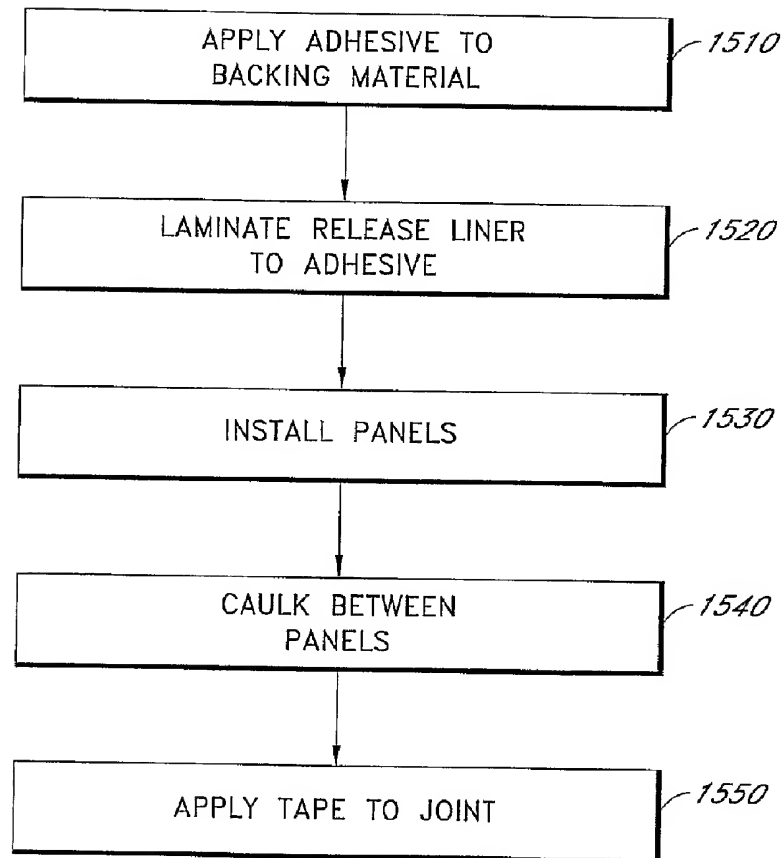 APPLY ADHESIVE TO
BACKING MATERIAL
1510
LAMINATE RELEASE LINER
TO ADHESIVE
1520
INSTALL PANELS
1530
CAULK BETWEEN
PANELS
1540
APPLY TAPE TO JOINT
1550